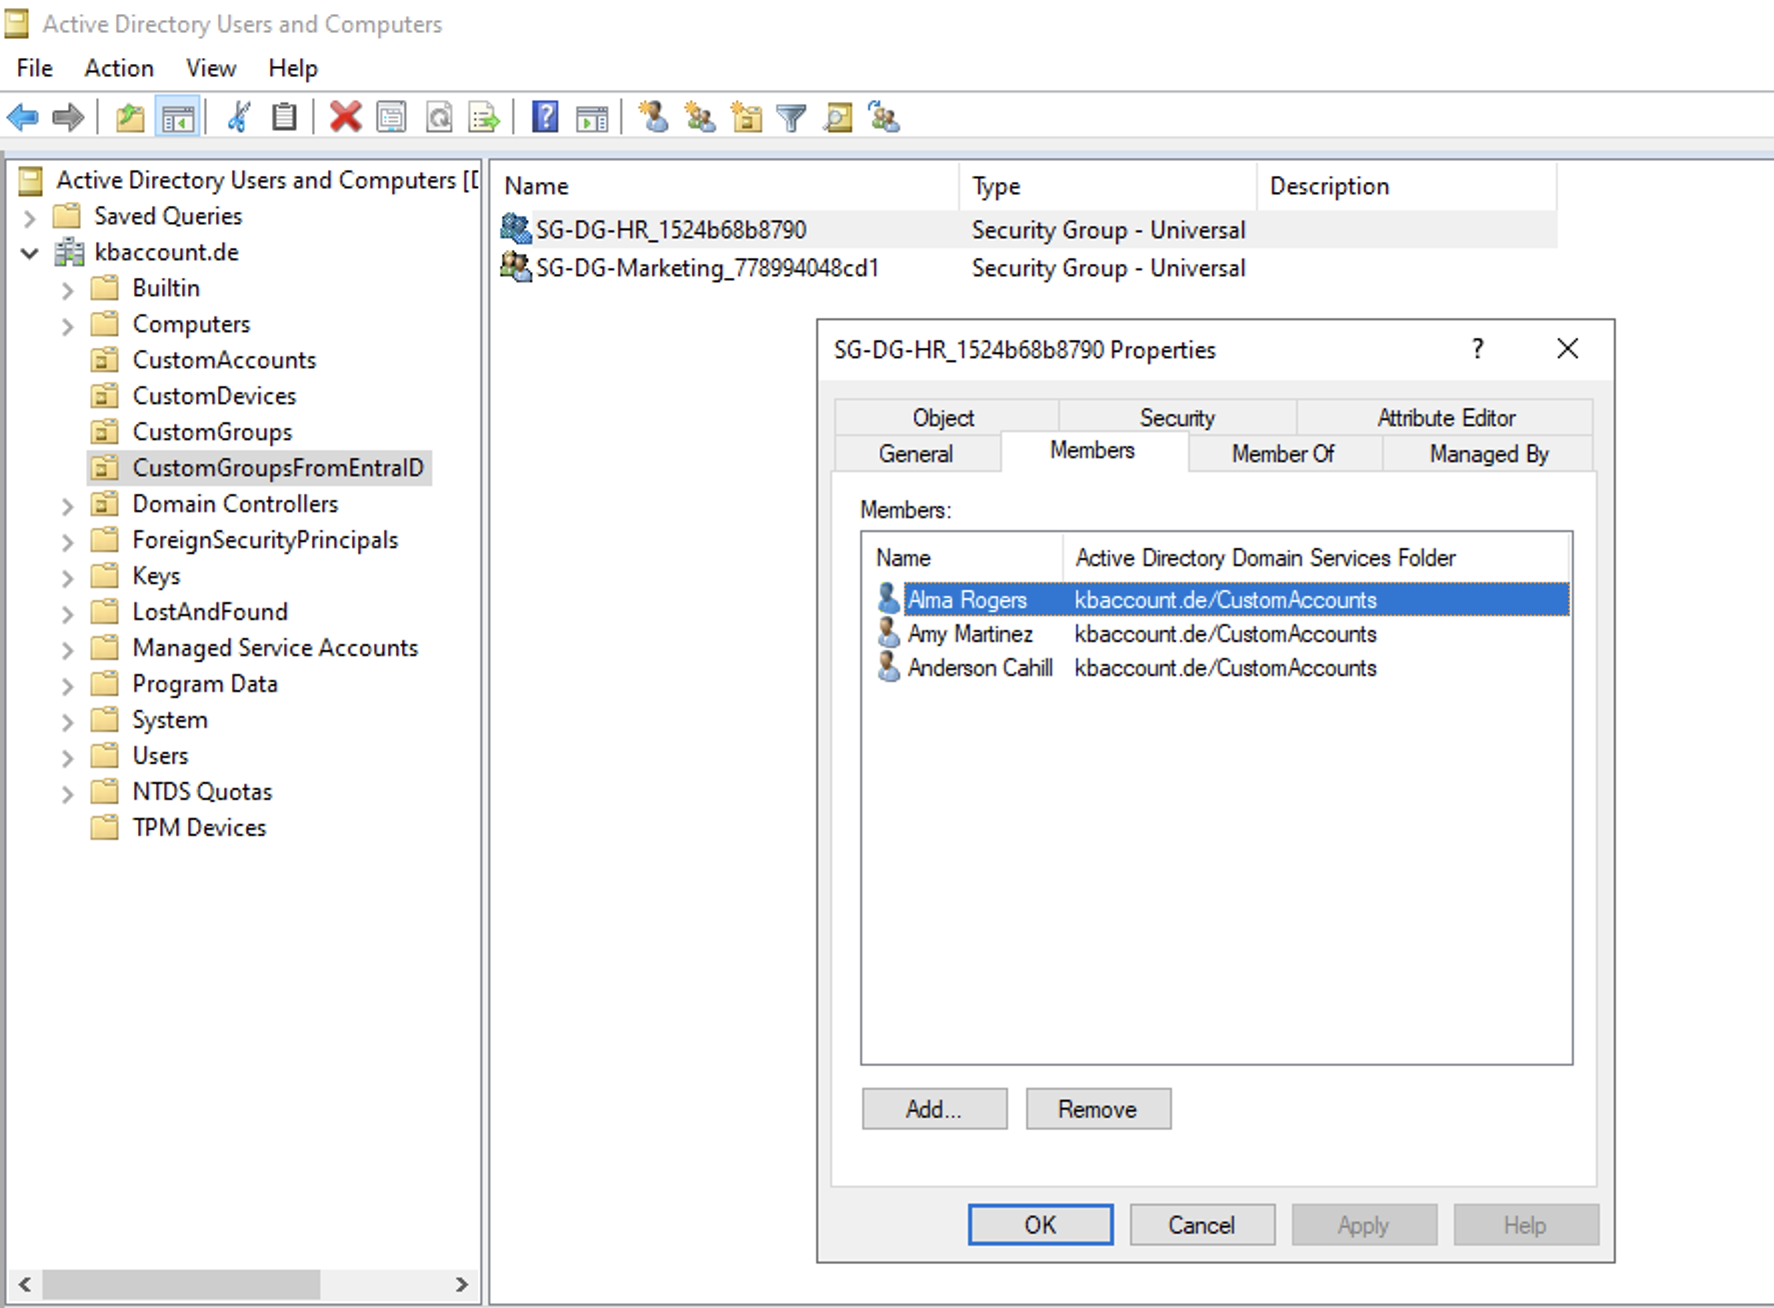 Active Directory Users and Computers
File Action View Help
Active Directory Users and Computers [[
Saved Queries
kbaccount.de
Builtin
Computers
CustomAccounts
CustomDevices
CustomGroups
CustomGroupsFromEntraID
Domain Controllers
ForeignSecurityPrincipals
Keys
LostAndFound
Managed Service Accounts
Program Data
System
Users
NTDS Quotas
TPM Devices
Name Type Description
SG-DG-HR_1524b68b8790 Security Group - Universal
SG-DG-Marketing_778994048cd1 Security Group - Universal
SG-DG-HR_1524b68b8790 Properties ?
Object Security Attribute Editor
General Members Member Of Managed By
Members:
Name Active Directory Domain Services Folder
Alma Rogers kbaccount.de/CustomAccounts
Amy Martinez kbaccount.de/CustomAccounts
Anderson Cahill kbaccount.de/CustomAccounts
Add... Remove
OK Cancel Apply Help